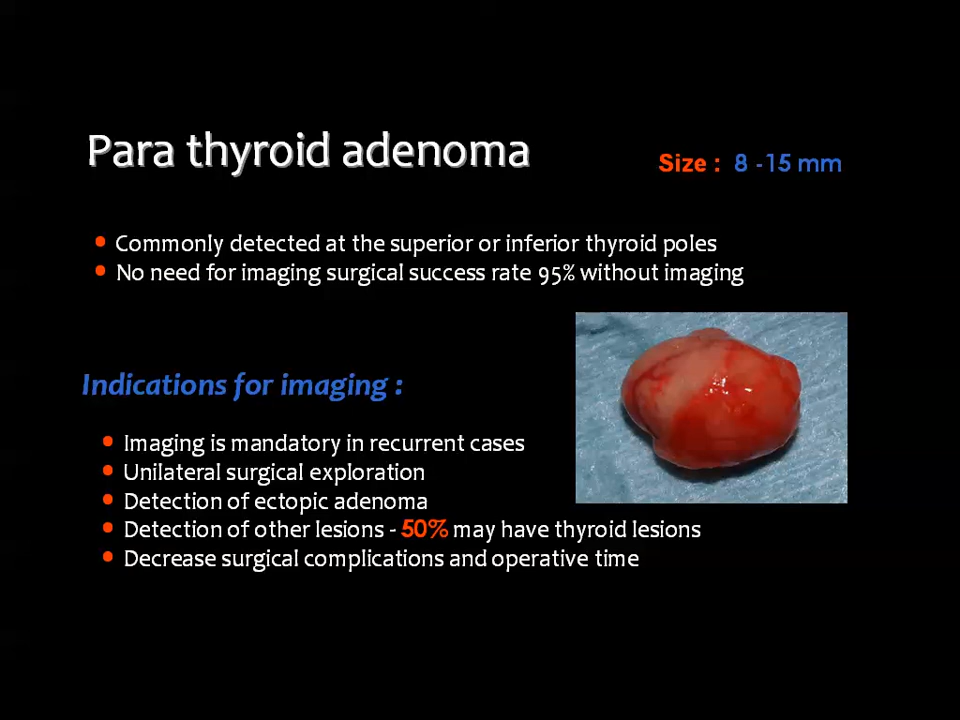 Para thyroid adenoma
Size : 8 -15 mm
• Commonly detected at the superior or inferior thyroid poles
• No need for imaging surgical success rate 95% without imaging
Indications for imaging :
• Imaging is mandatory in recurrent cases
• Unilateral surgical exploration
• Detection of ectopic adenoma
• Detection of other lesions - 50% may have thyroid lesions
• Decrease surgical complications and operative time